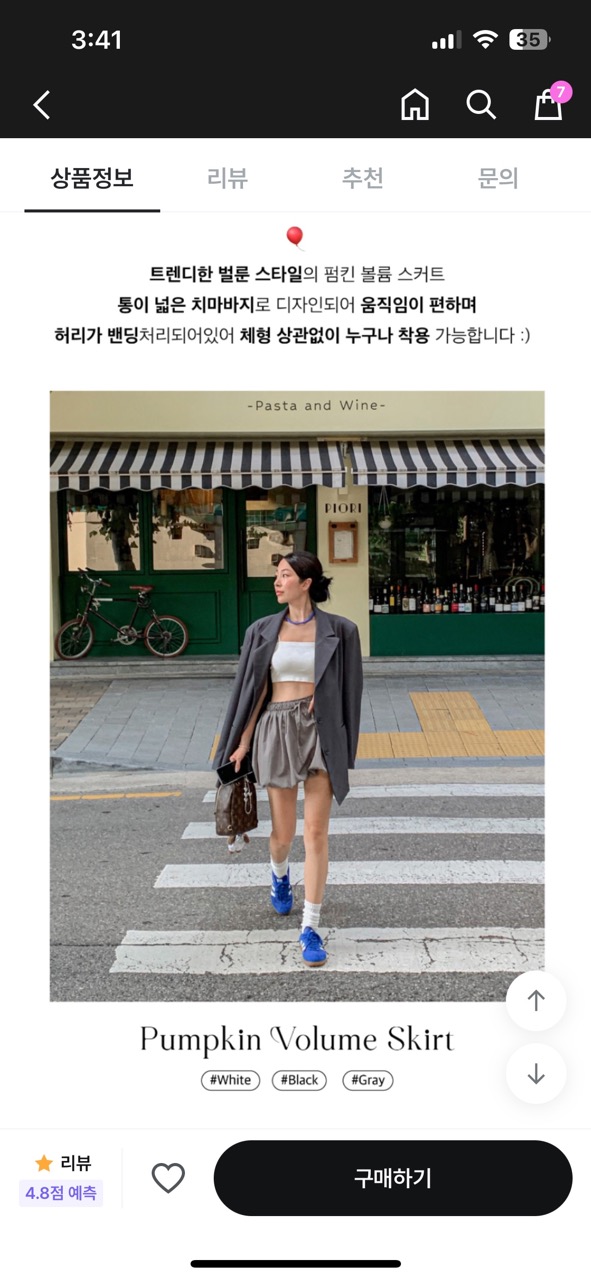 3:41
35
7
상품정보 리뷰 추천 문의
트렌디한 벌룬 스타일의 펌킨 볼륨 스커트
통이 넓은 치마바지로 디자인되어 움직임이 편하며
허리가 밴딩처리되어있어 체형 상관없이 누구나 착용 가능합니다 :)
-Pasta and Wine-
PIORI
Pumpkin Volume Skirt
#White #Black #Gray
리뷰
4.8점 예측
구매하기